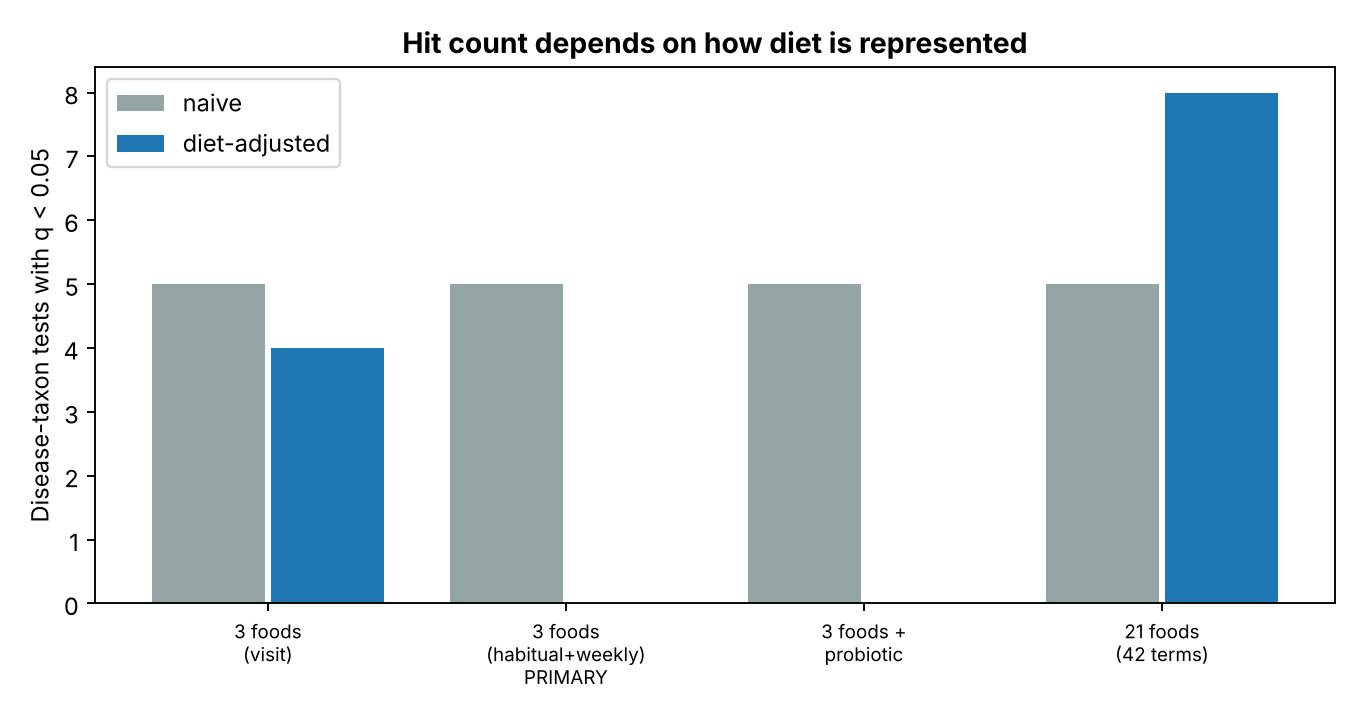 Hit count depends on how diet is represented
naive
diet-adjusted
Disease-taxon tests with q < 0.05
8
7
6
5
4
3
2
1
0
3 foods
(visit)
3 foods
(habitual+weekly)
PRIMARY
3 foods +
probiotic
21 foods
(42 terms)